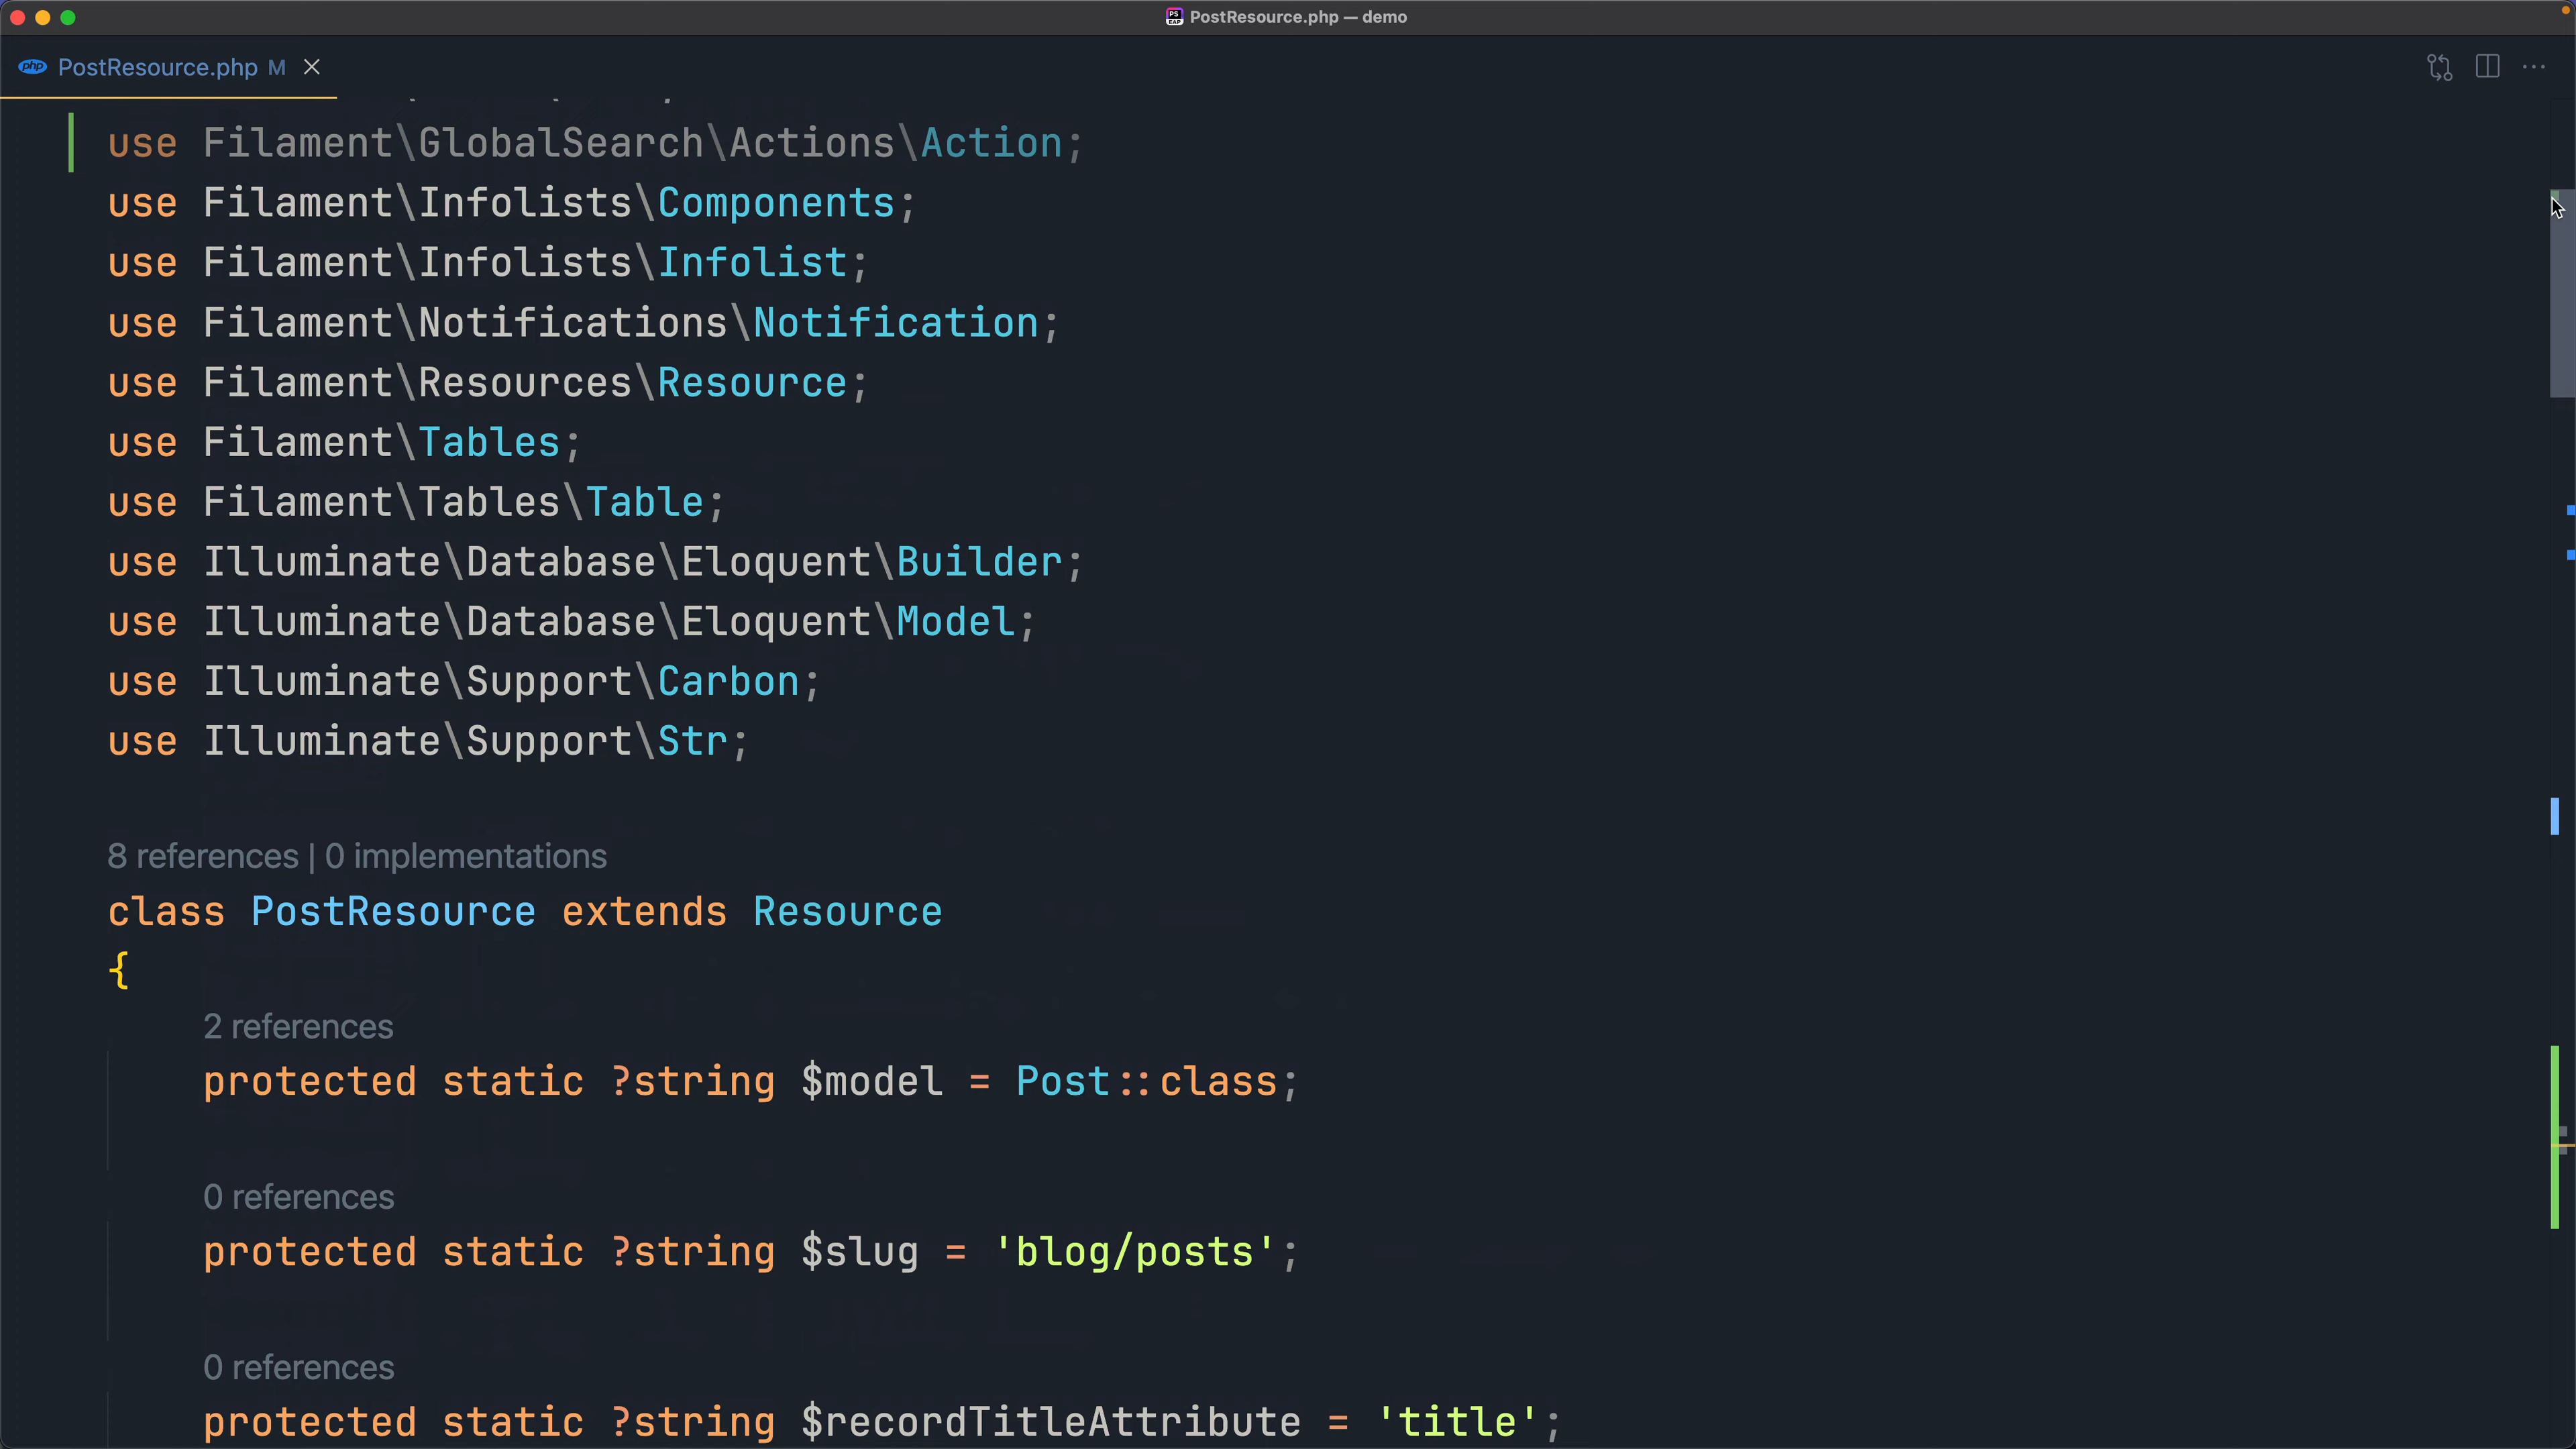 PS EAP PostResource.php — demo
php PostResource.php M
use Filament\GlobalSearch\Actions\Action;
use Filament\Infolists\Components;
use Filament\Infolists\Infolist;
use Filament\Notifications\Notification;
use Filament\Resources\Resource;
use Filament\Tables;
use Filament\Tables\Table;
use Illuminate\Database\Eloquent\Builder;
use Illuminate\Database\Eloquent\Model;
use Illuminate\Support\Carbon;
use Illuminate\Support\Str;
8 references | 0 implementations
class PostResource extends Resource
{
2 references
protected static ?string $model = Post::class;
0 references
protected static ?string $slug = 'blog/posts';
0 references
protected static ?string $recordTitleAttribute = 'title';